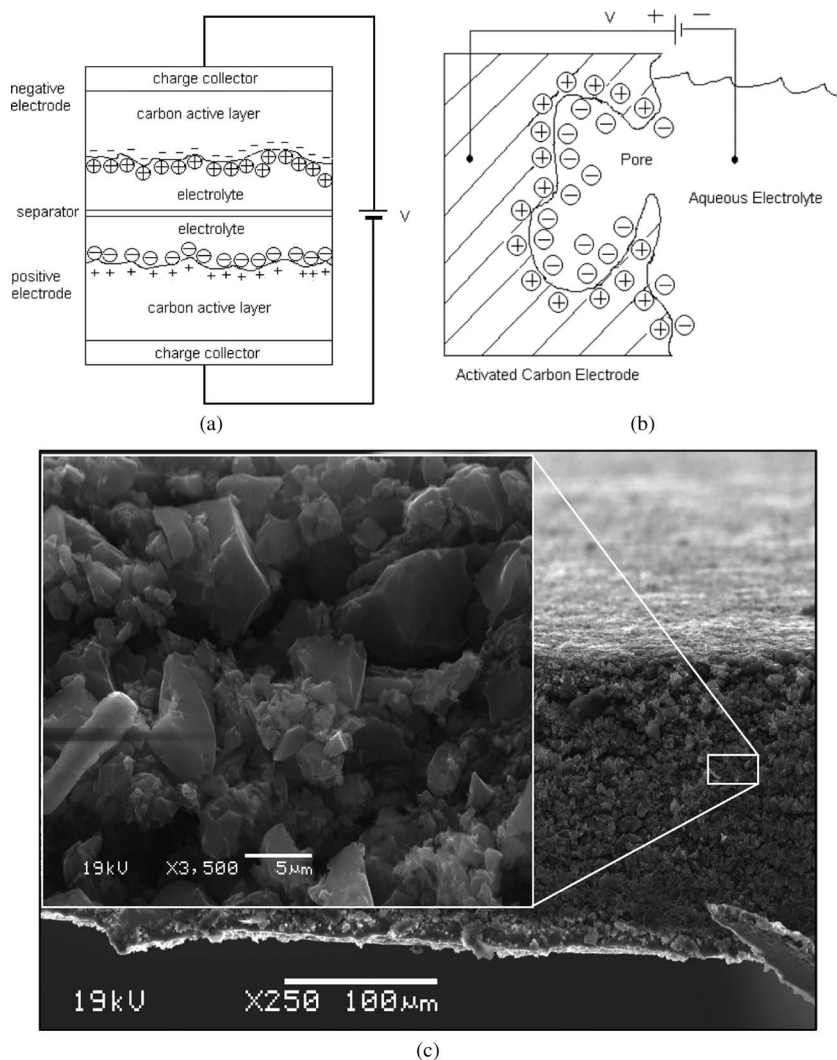 V
+
−
negative
electrode
charge collector
carbon active layer
electrolyte
separator
electrolyte
positive
electrode
carbon active layer
charge collector
V
Pore
Aqueous Electrolyte
Activated Carbon Electrode
(a)
(b)
19kV X3,500 5μm
19kV X250 100μm
(c)